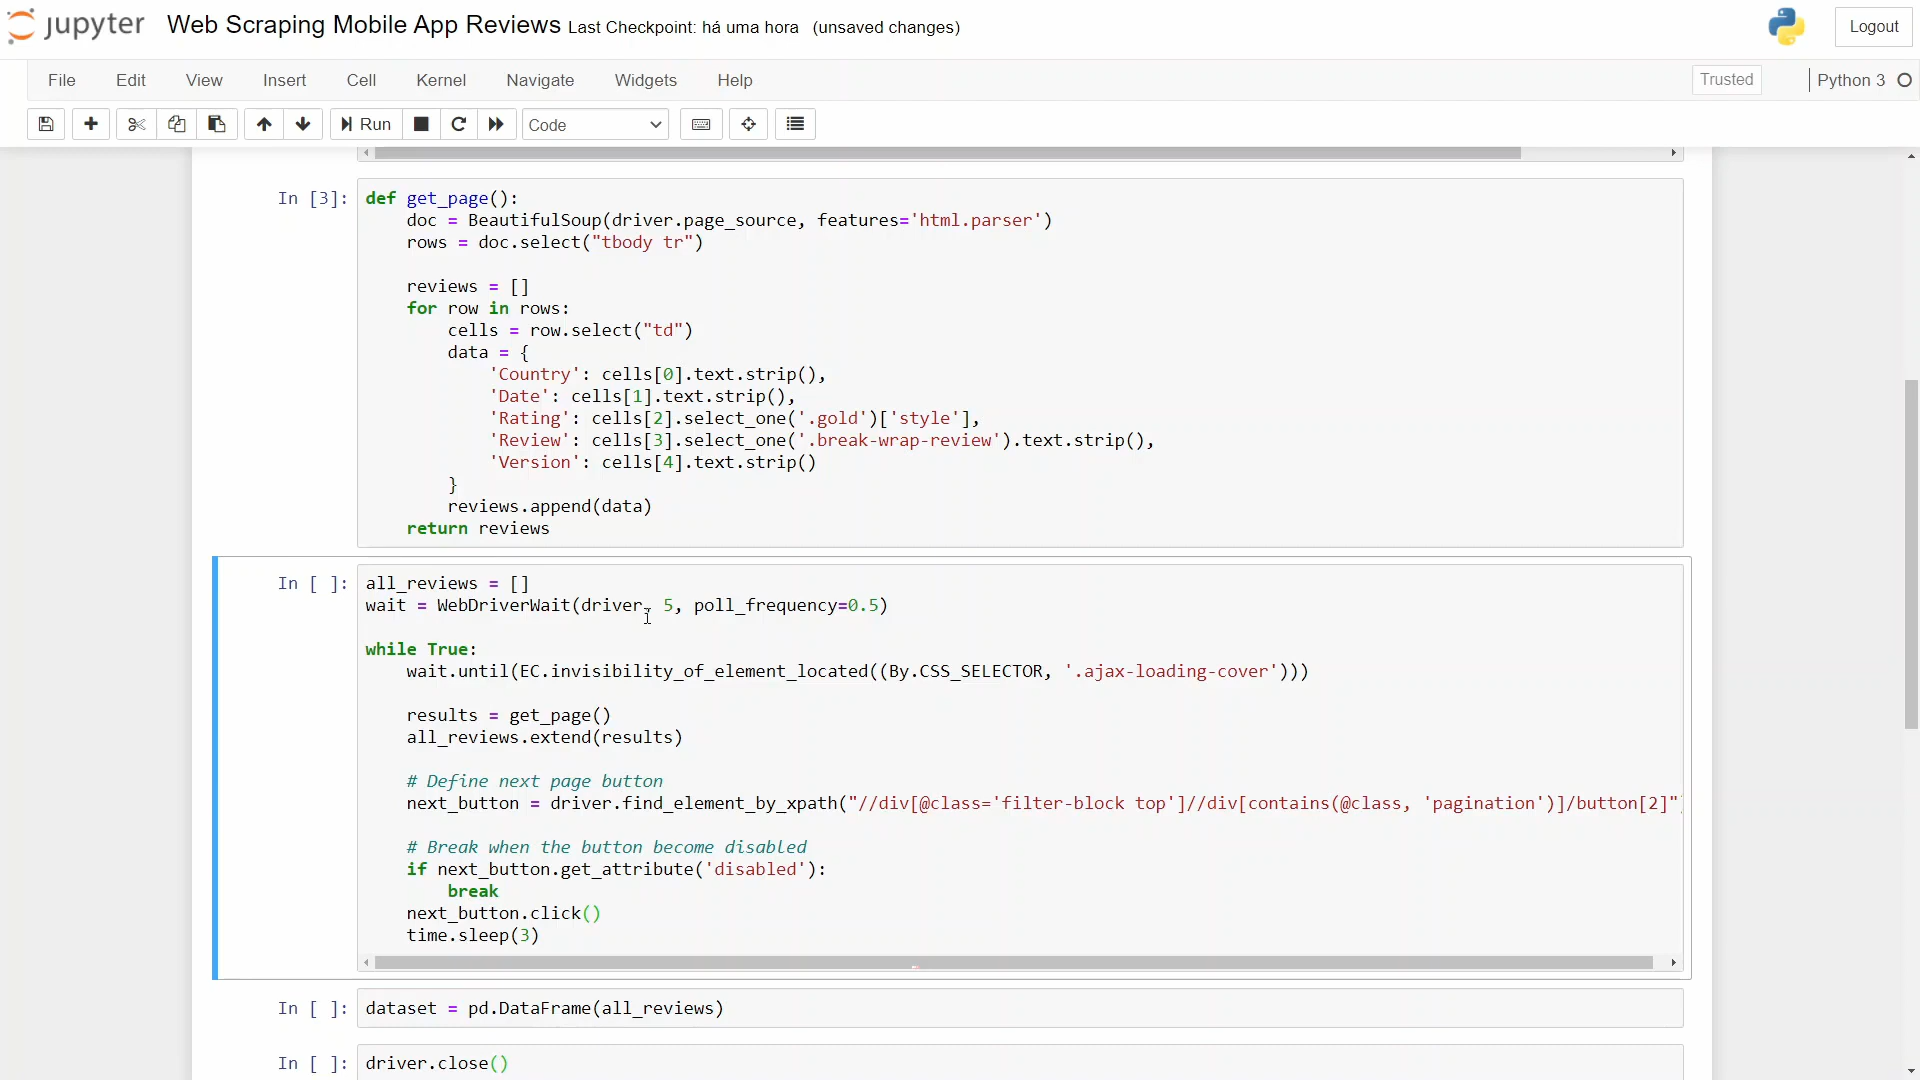 jupyter Web Scraping Mobile App Reviews Last Checkpoint: há uma hora (unsaved changes) Logout
File Edit View Insert Cell Kernel Navigate Widgets Help Trusted Python 3
Run Code
In [3]: def get_page():
    doc = BeautifulSoup(driver.page_source, features='html.parser')
    rows = doc.select("tbody tr")
    reviews = []
    for row in rows:
        cells = row.select("td")
        data = {
            'Country': cells[0].text.strip(),
            'Date': cells[1].text.strip(),
            'Rating': cells[2].select_one('.gold')['style'],
            'Review': cells[3].select_one('.break-wrap-review').text.strip(),
            'Version': cells[4].text.strip()
        }
        reviews.append(data)
    return reviews
In [ ]: all_reviews = []
wait = WebDriverWait(driver, 5, poll_frequency=0.5)
while True:
    wait.until(EC.invisibility_of_element_located((By.CSS_SELECTOR, '.ajax-loading-cover')))
    results = get_page()
    all_reviews.extend(results)
    # Define next page button
    next_button = driver.find_element_by_xpath("//div[@class='filter-block top']//div[contains(@class, 'pagination')]/button[2]"
    # Break when the button become disabled
    if next_button.get_attribute('disabled'):
        break
    next_button.click()
    time.sleep(3)
In [ ]: dataset = pd.DataFrame(all_reviews)
In [ ]: driver.close()